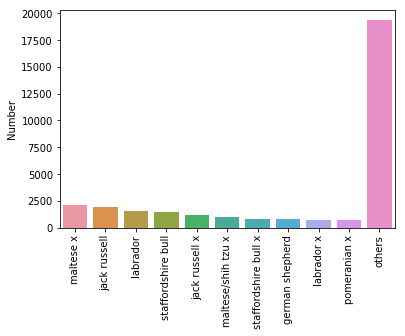 20000
17500
15000
12500
10000
7500
5000
2500
0
Number
maltese x
jack russell
labrador
staffordshire bull
jack russell x
maltese/shih tzu x
staffordshire bull x
german shepherd
labrador x
pomeranian x
others